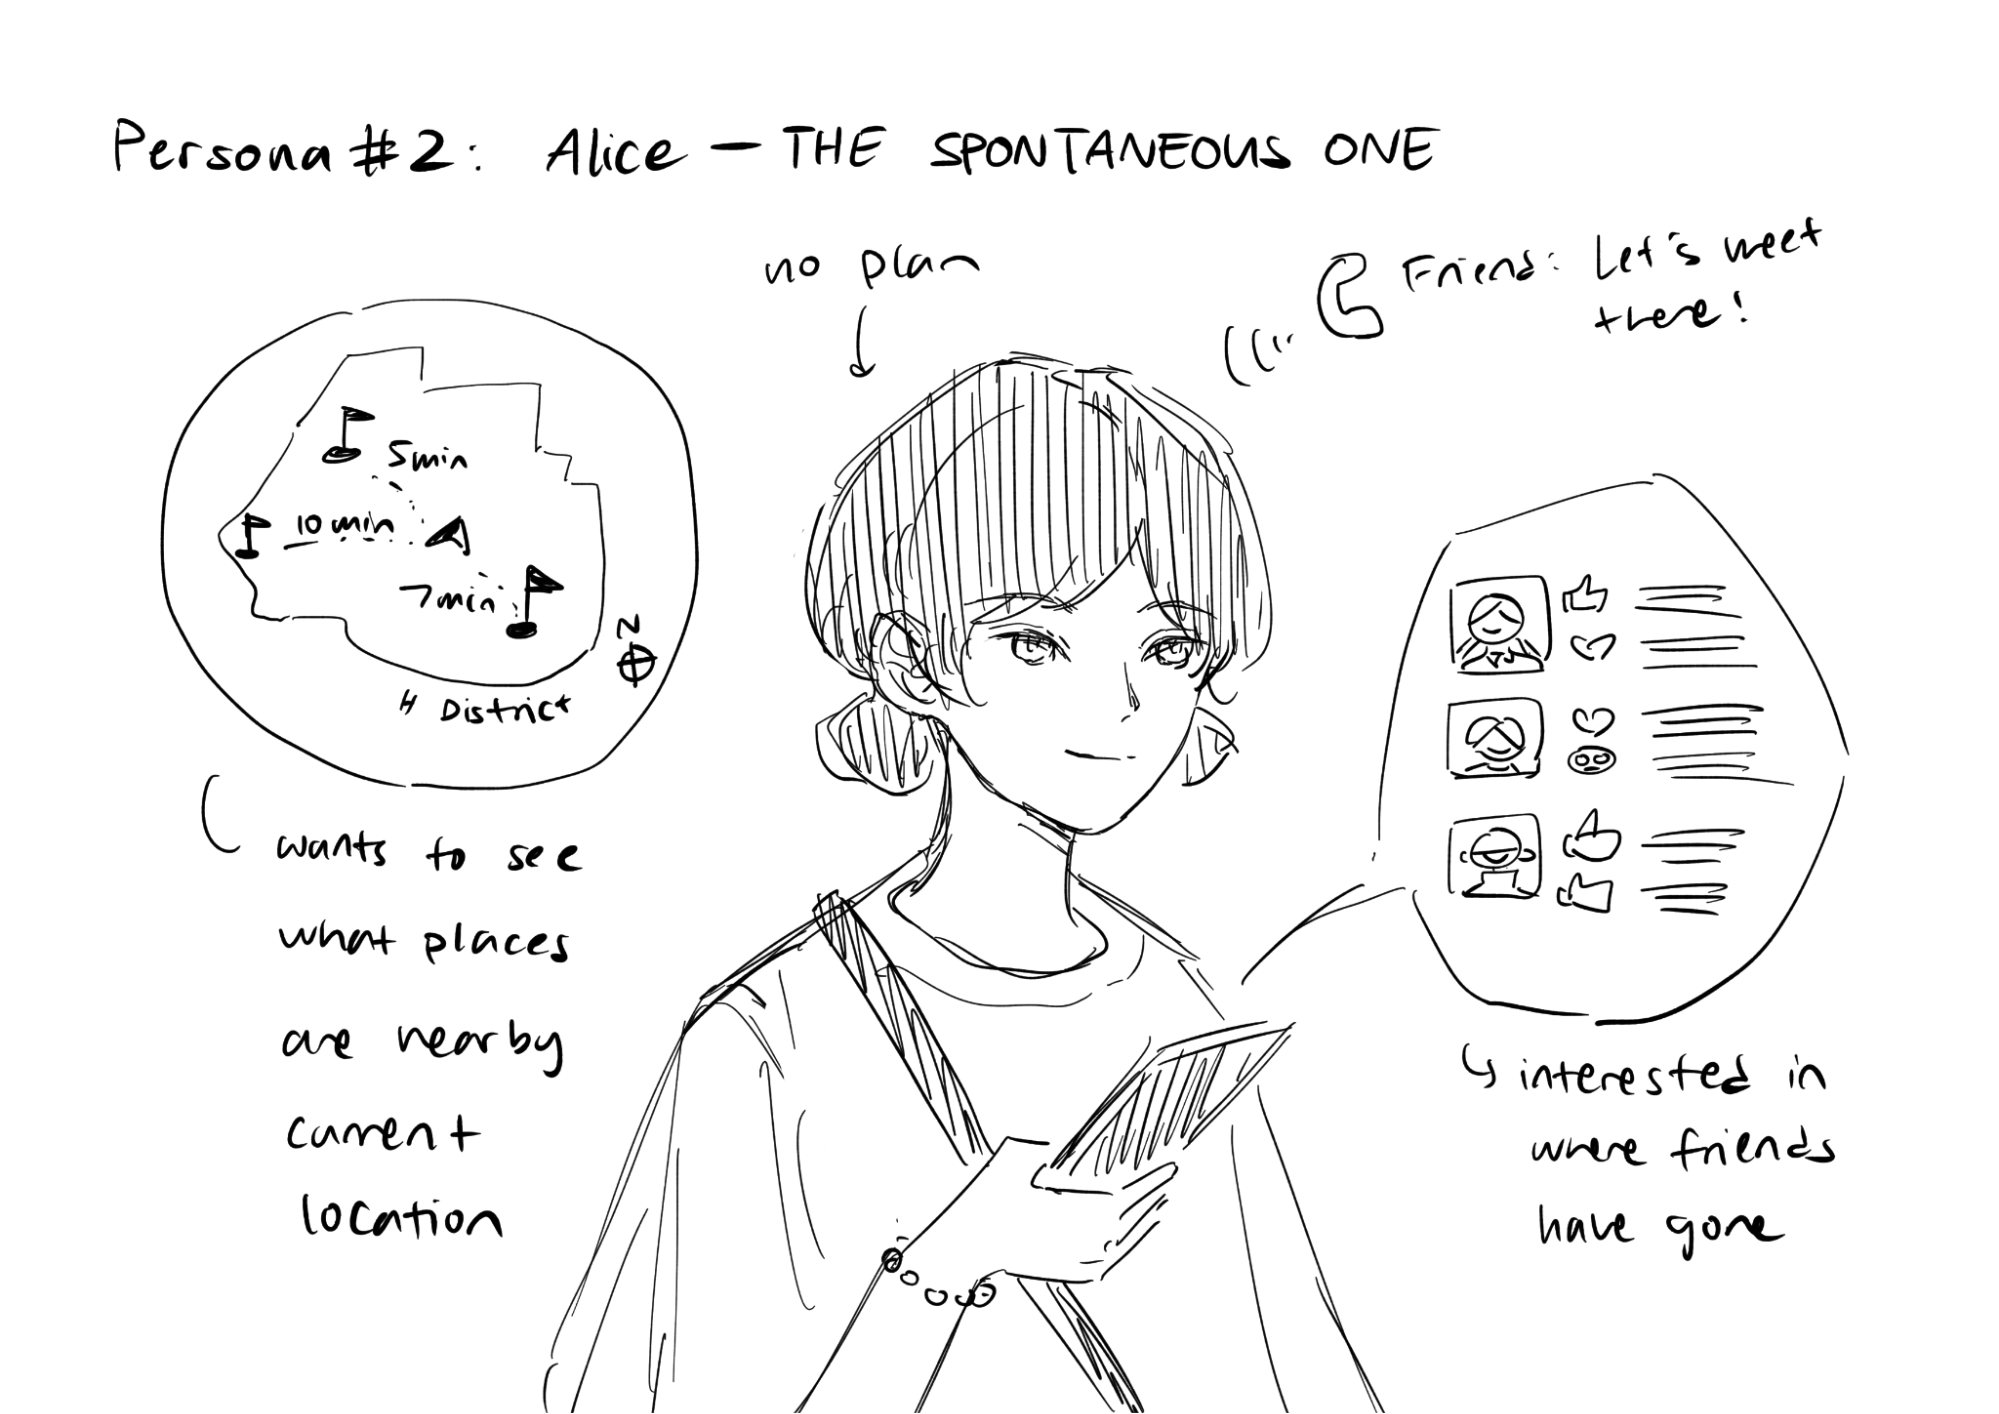 Persona #2: Alice — THE SPONTANEOUS ONE
no plan
Friend: Let's meet
there!
5min
10min
7min
N
H District
wants to see
what places
are nearby
current
location
interested in
where friends
have gone